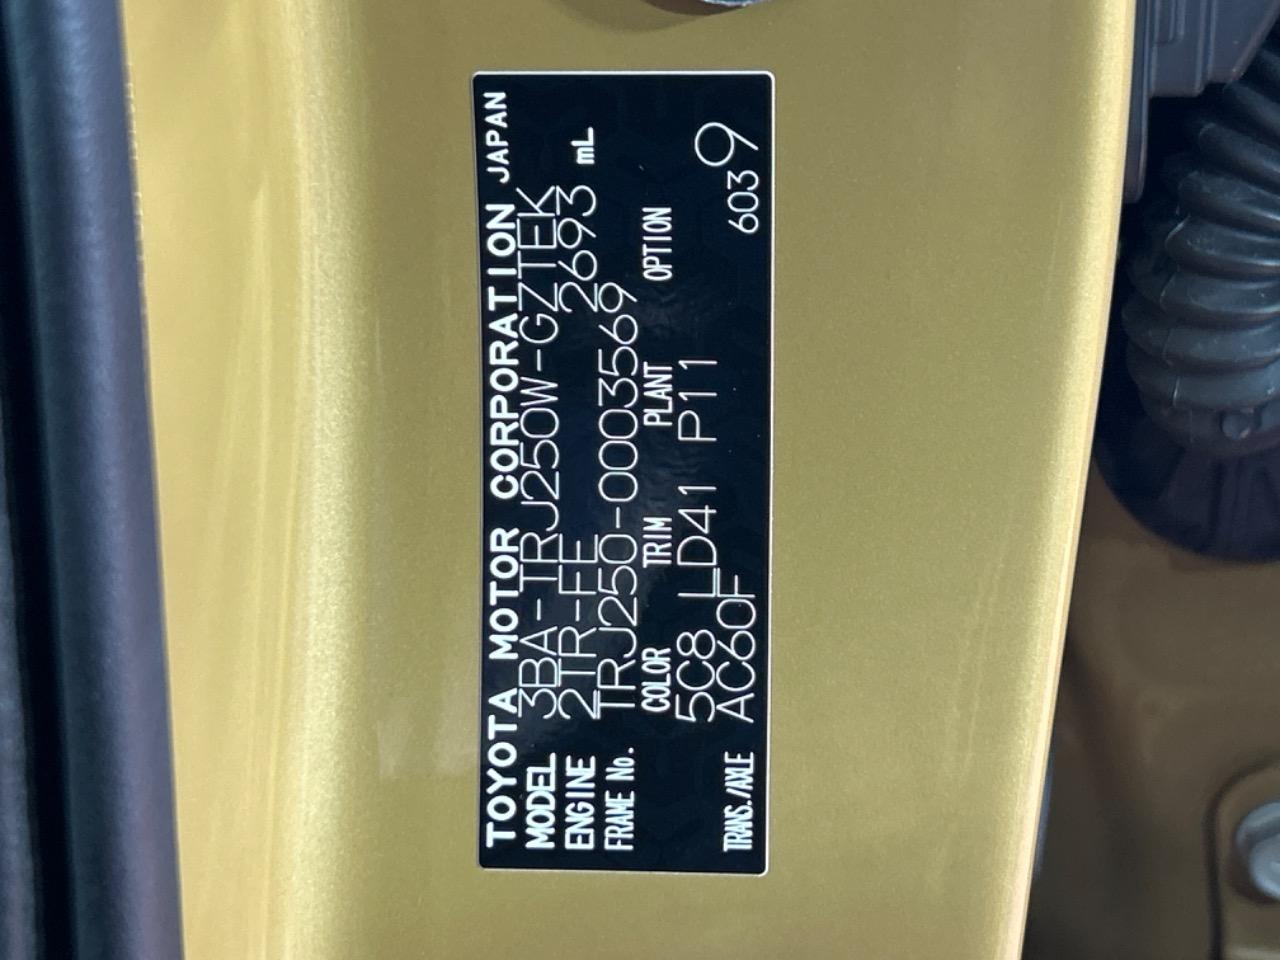 TOYOTA MOTOR CORPORATION JAPAN
MODEL 3BA-TRJ250W-GZTEK
ENGINE 2TR-FE 2693 mL
FRAME No. TRJ250-0003569
COLOR TRIM PLANT OPTION
5C8 LD41 P11
TRANS./AXLE AC60F 6039